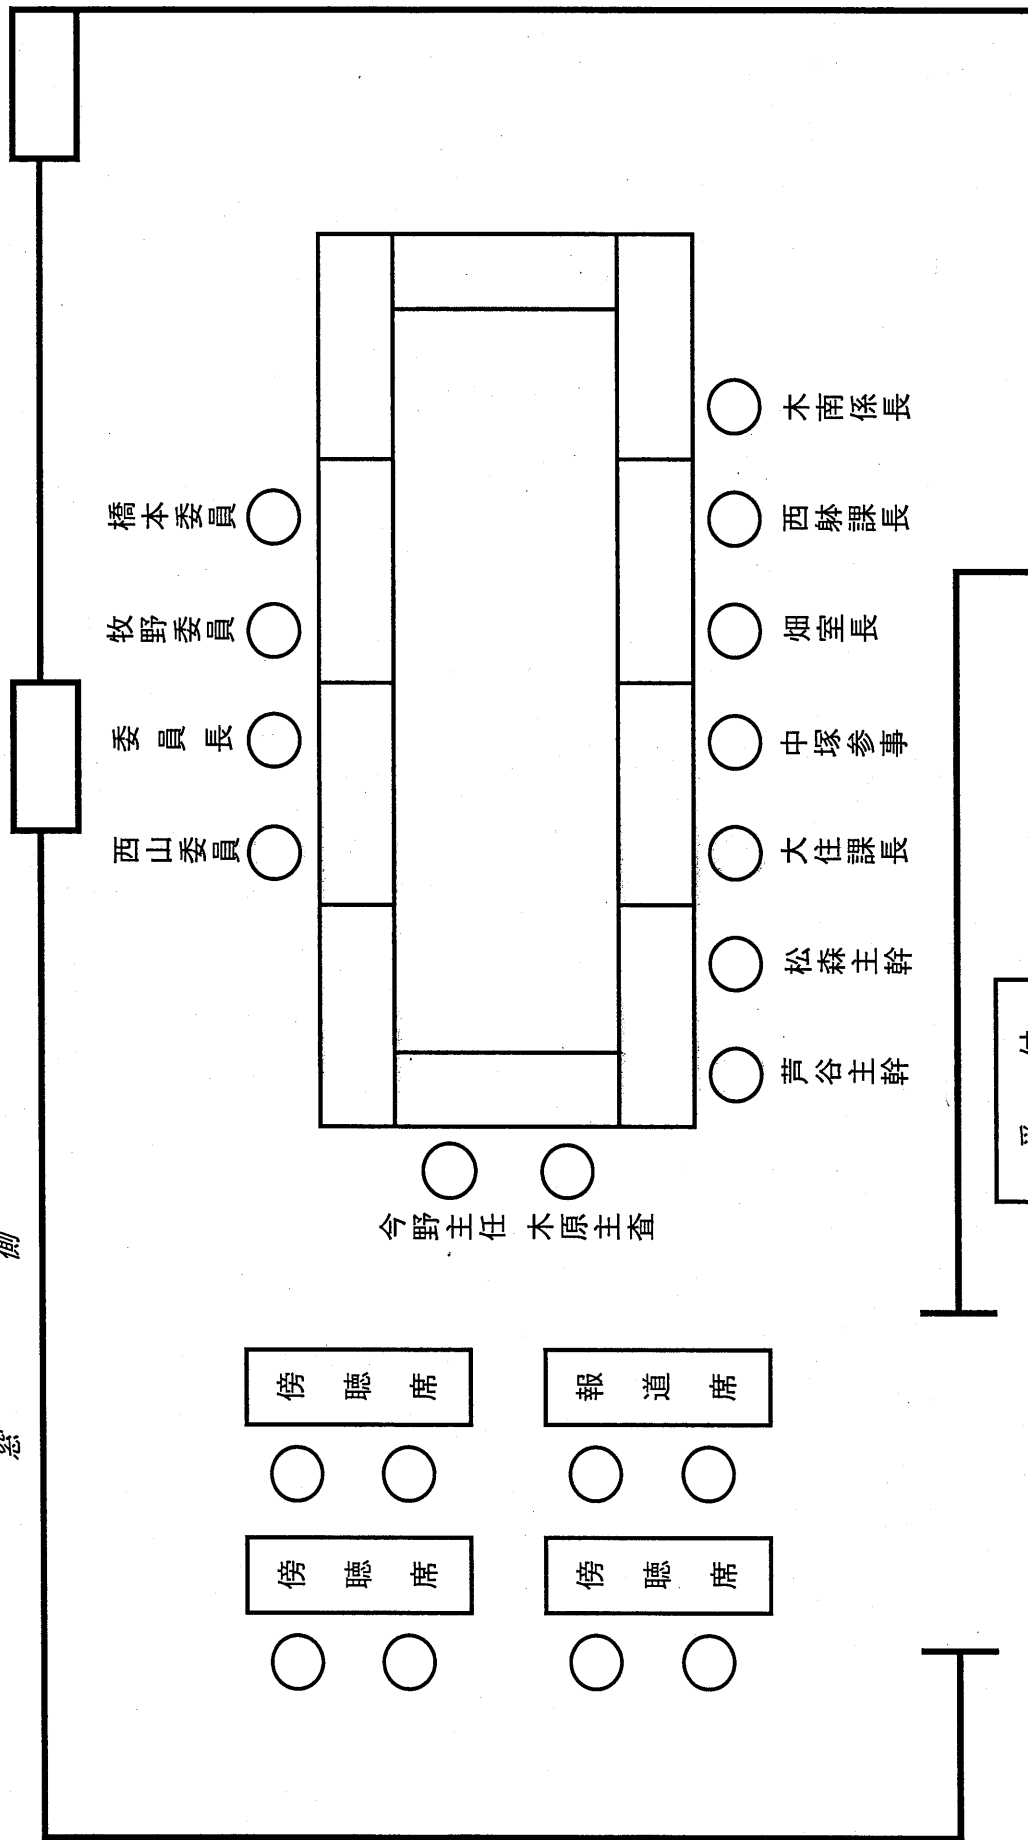 窓　側
西山委員
委員長
牧野委員
橋本委員
傍聴席
傍聴席
今野主任
木原主査
傍聴席
報道席
芦谷主幹
松森主幹
大住課長
中塚参事
畑室長
西躰課長
木南係長